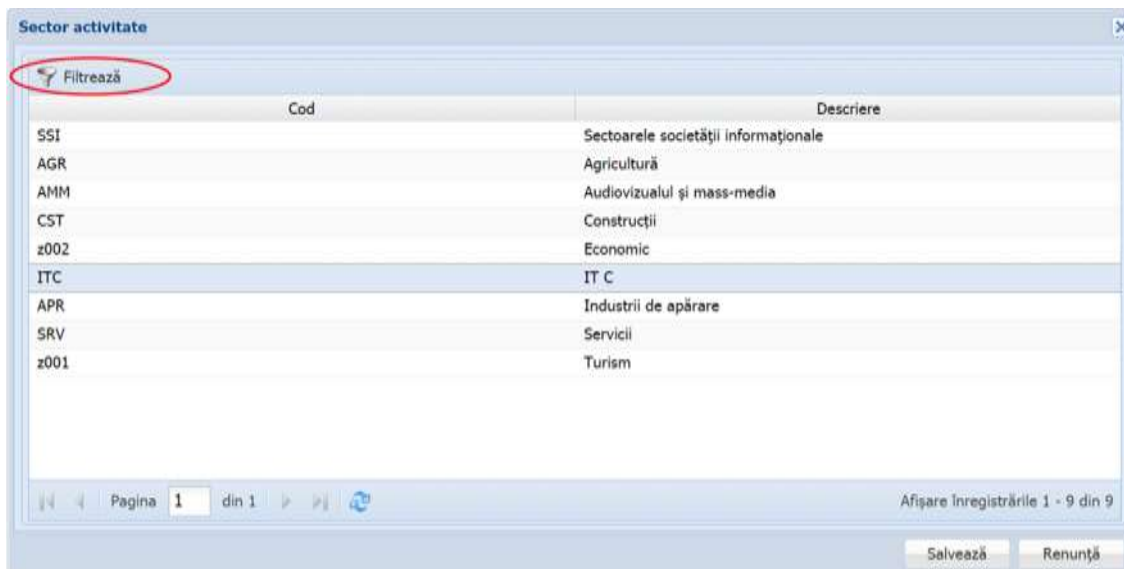 Sector activitate
Filtrează
Cod Descriere
SSI Sectoarele societății informaționale
AGR Agricultură
AMM Audiovizualul și mass-media
CST Construcții
z002 Economic
ITC IT C
APR Industrii de apărare
SRV Servicii
z001 Turism
Pagina 1 din 1 Afișare înregistrările 1 - 9 din 9
Salvează Renunță